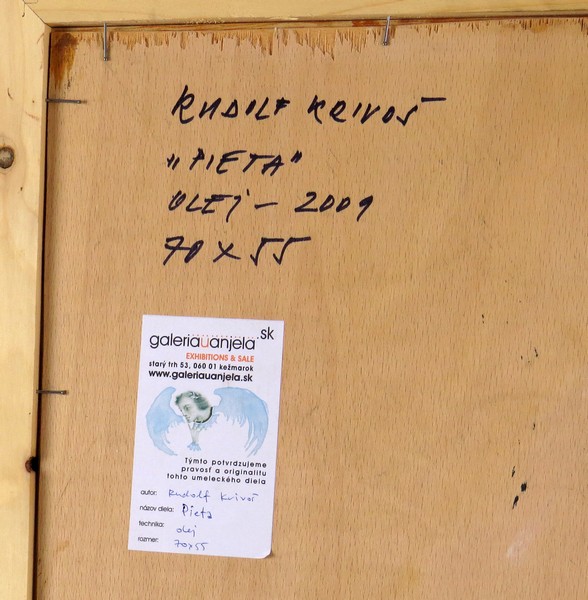 RUDOLF KRIVOŠ
"PIETA"
OLEJ - 2009
70 x 55
galeriauanjela.sk
EXHIBITIONS & SALE
starý trh 53, 060 01 kežmarok
www.galeriauanjela.sk
Týmto potvrdzujeme
pravosť a originalitu
tohto umeleckého diela
autor: Rudolf Krivoš
názov diela: Pieta
technika: olej
rozmer: 70x55